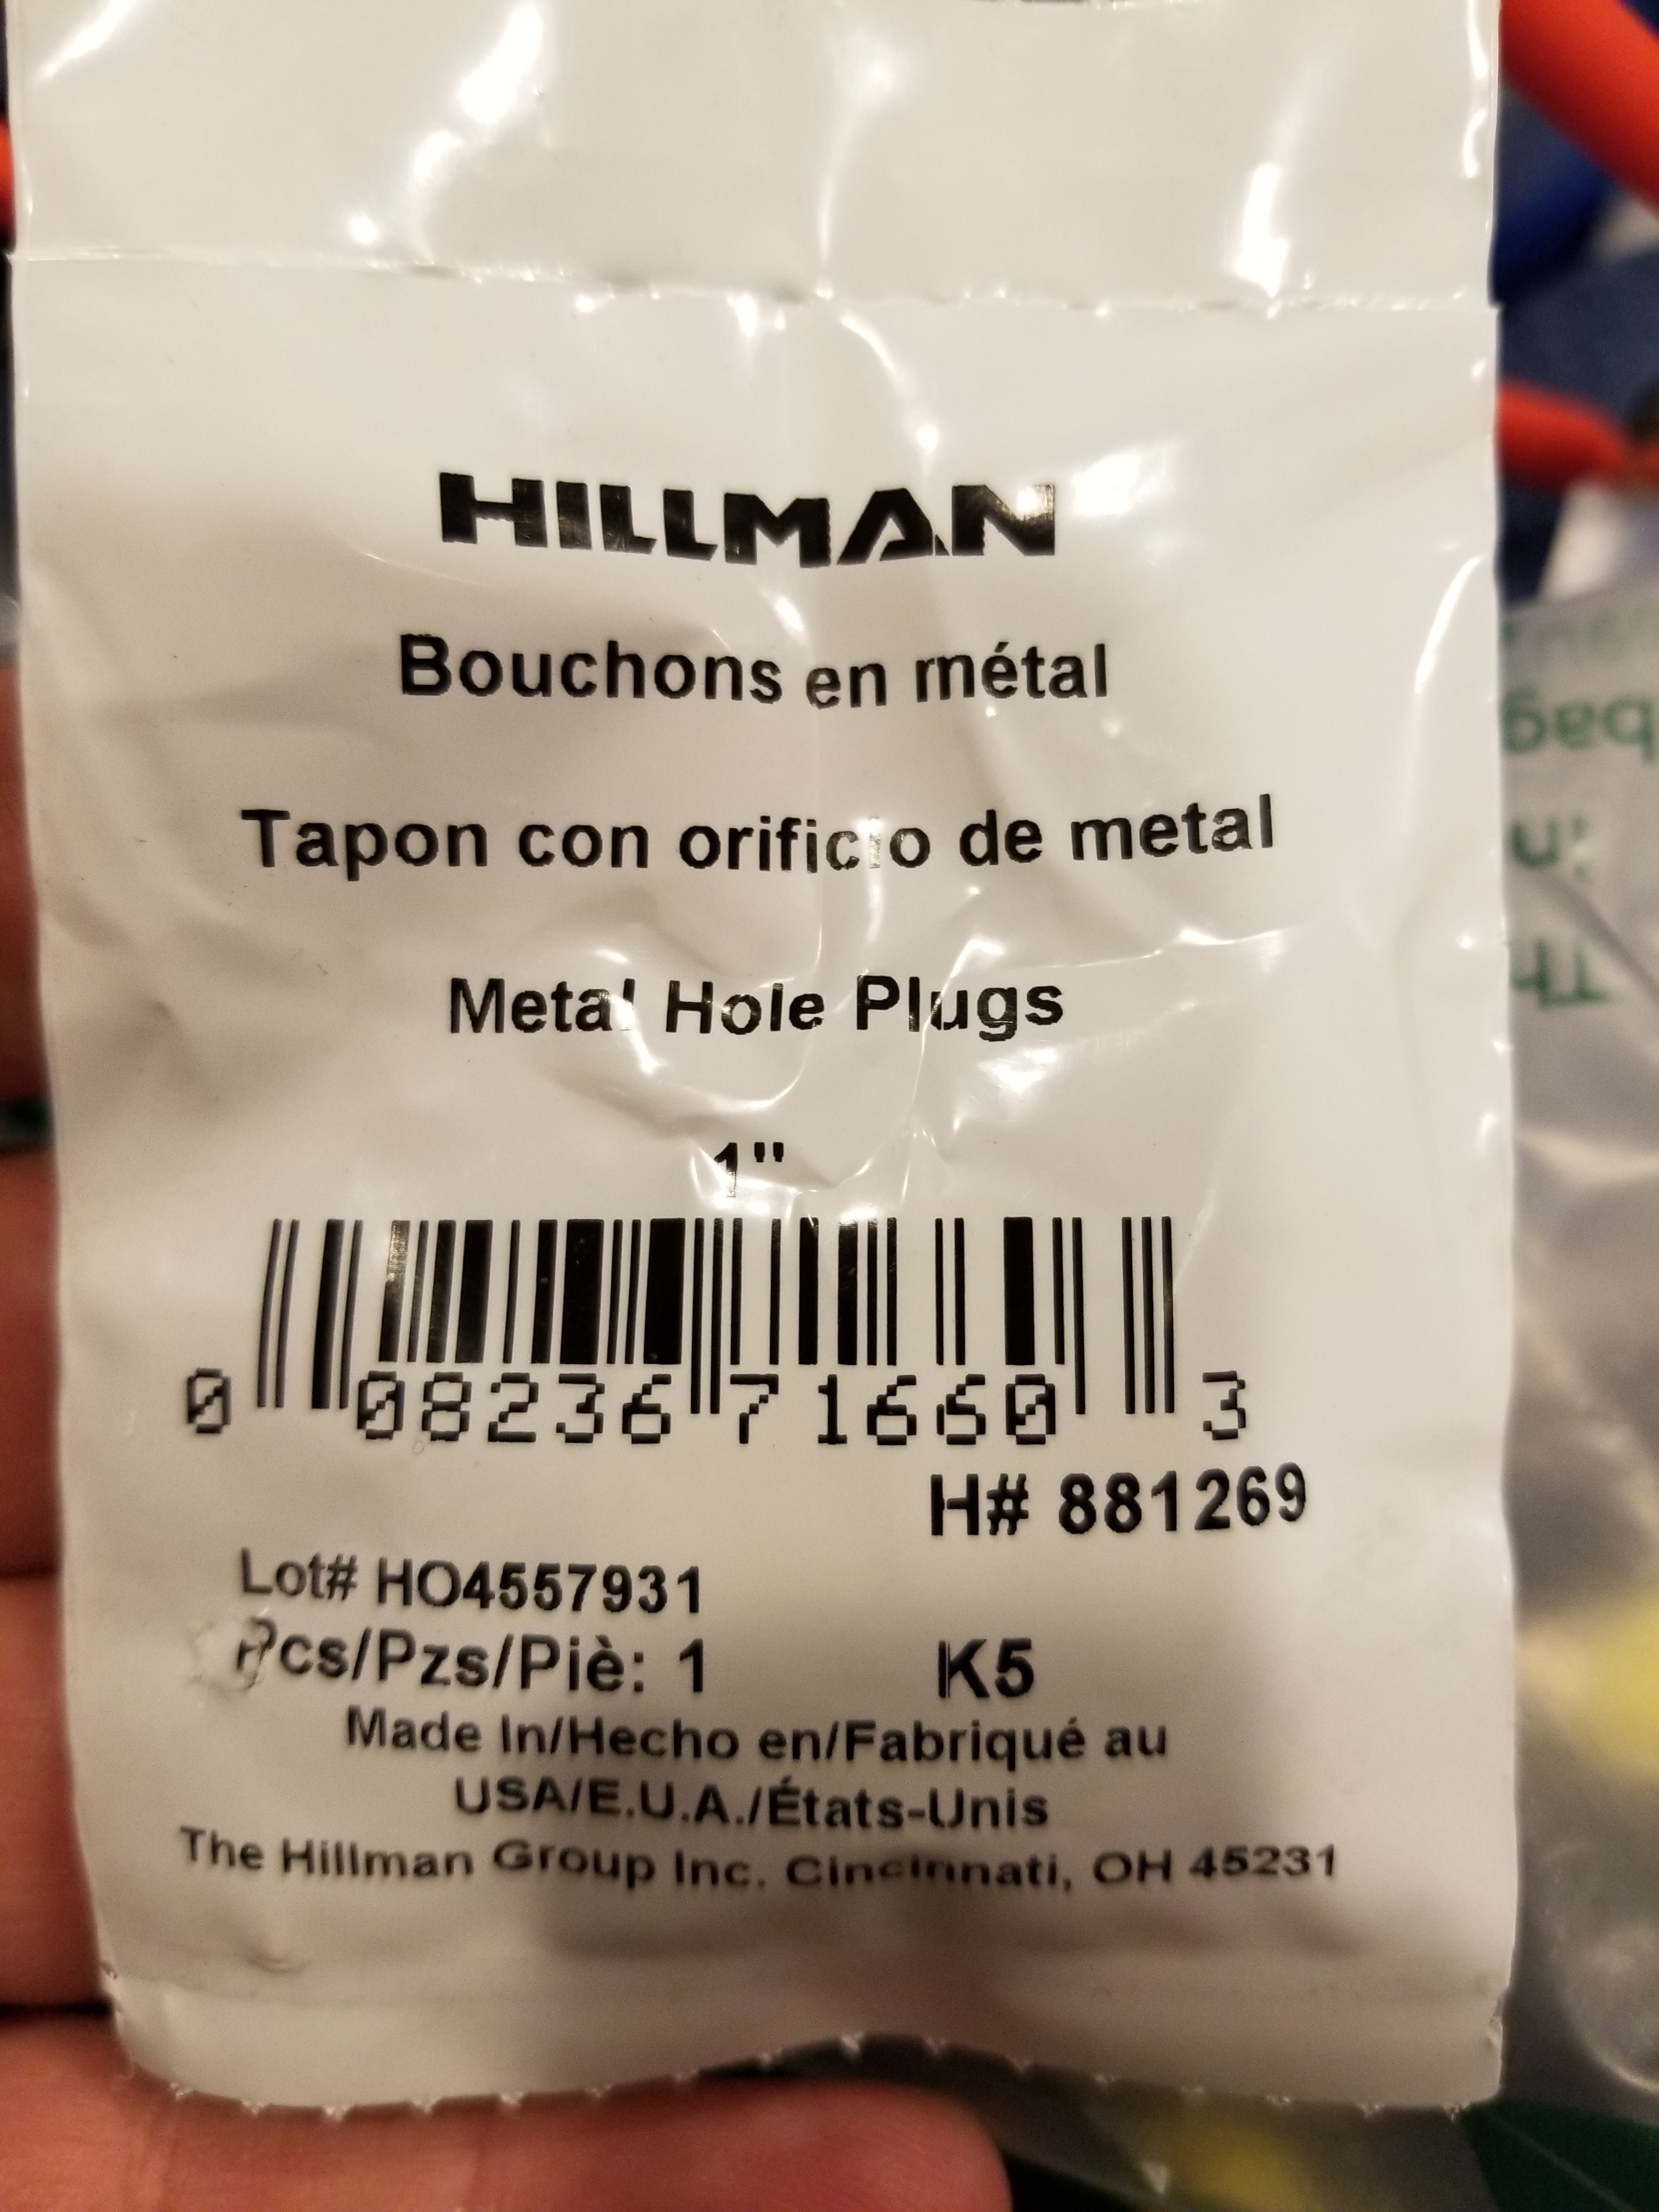 HILLMAN
Bouchons en métal
Tapon con orificio de metal
Metal Hole Plugs
1"
0 08236 71660 3
H# 881269
Lot# HO4557931
Pcs/Pzs/Piè: 1 K5
Made In/Hecho en/Fabriqué au
USA/E.U.A./États-Unis
The Hillman Group Inc. Cincinnati, OH 45231
bag
in